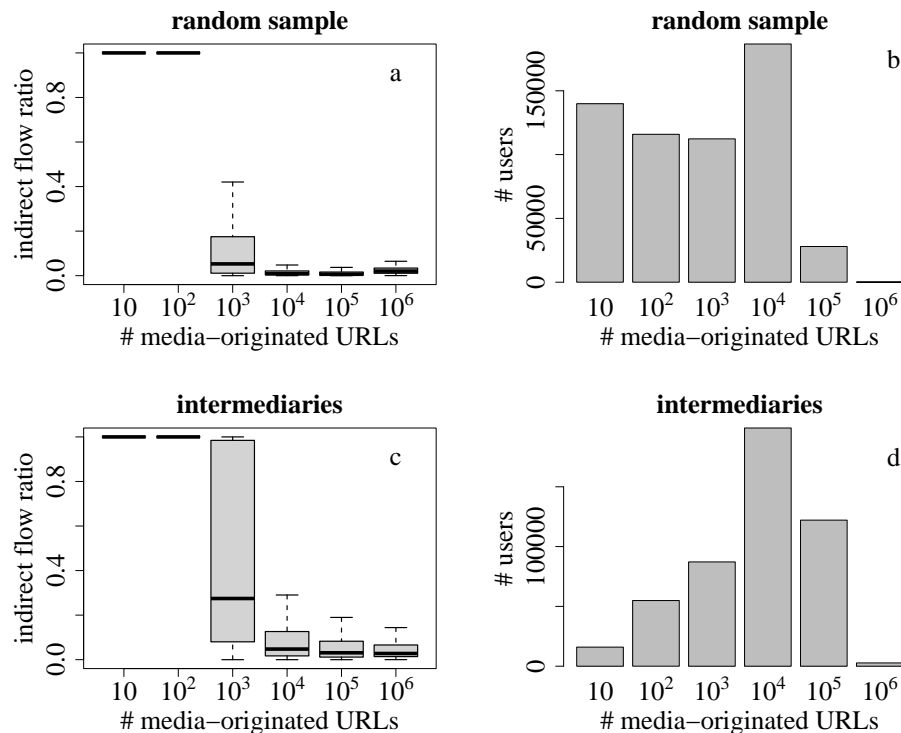 random sample
a
indirect flow ratio
0.8
0.4
0.0
10 10² 10³ 10⁴ 10⁵ 10⁶
# media−originated URLs
random sample
b
# users
150000
50000
0
10 10² 10³ 10⁴ 10⁵ 10⁶
# media−originated URLs
intermediaries
c
indirect flow ratio
0.8
0.4
0.0
10 10² 10³ 10⁴ 10⁵ 10⁶
# media−originated URLs
intermediaries
d
# users
100000
0
10 10² 10³ 10⁴ 10⁵ 10⁶
# media−originated URLs